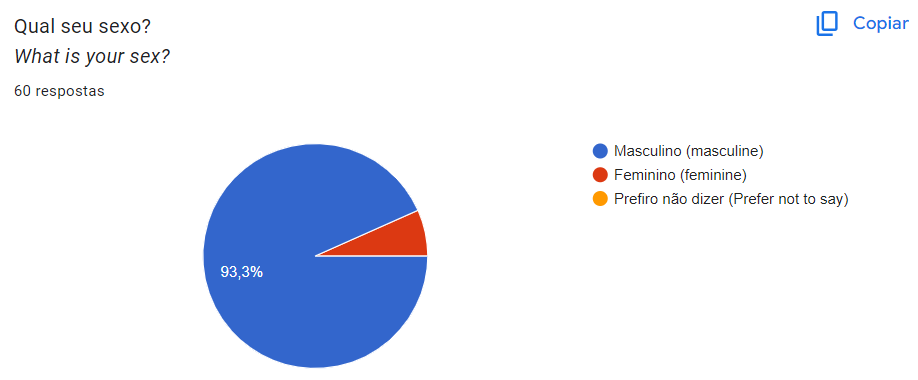 Qual seu sexo?
Copiar
What is your sex?
60 respostas
Masculino (masculine)
Feminino (feminine)
Prefiro não dizer (Prefer not to say)
93,3%